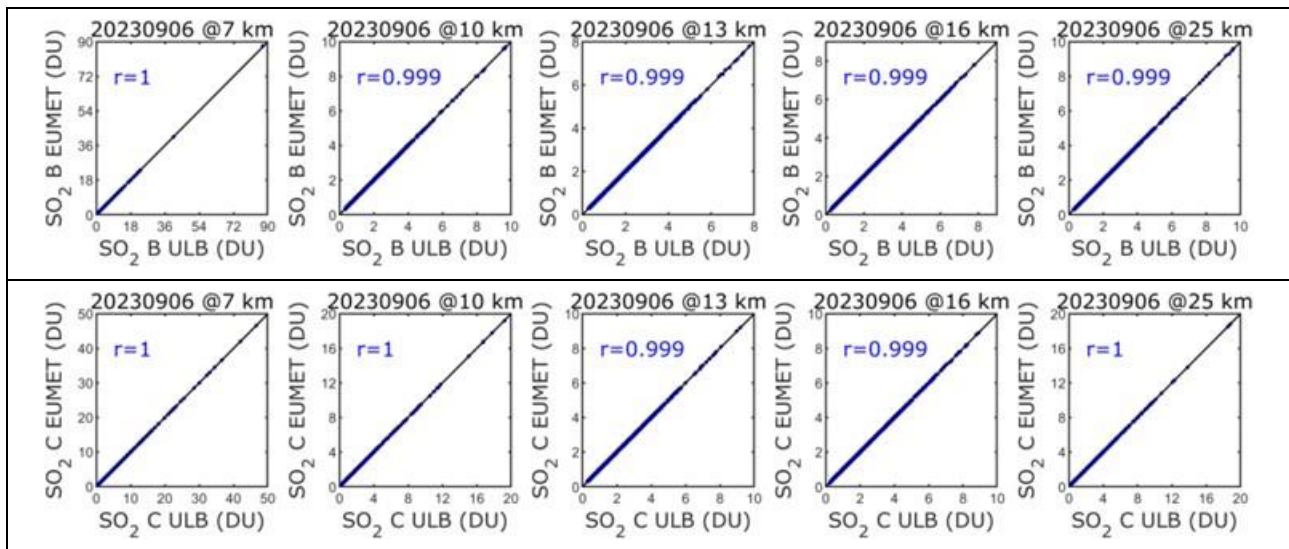 20230906 @7 km
20230906 @10 km
20230906 @13 km
20230906 @16 km
20230906 @25 km
SO2 B EUMET (DU)
90
72
54
36
18
0
r=1
0 18 36 54 72 90
SO2 B ULB (DU)
SO2 B EUMET (DU)
10
8
6
4
2
0
r=0.999
0 2 4 6 8 10
SO2 B ULB (DU)
SO2 B EUMET (DU)
8
6
4
2
0
r=0.999
0 2 4 6 8
SO2 B ULB (DU)
SO2 B EUMET (DU)
8
6
4
2
0
r=0.999
0 2 4 6 8
SO2 B ULB (DU)
SO2 B EUMET (DU)
10
8
6
4
2
0
r=0.999
0 2 4 6 8 10
SO2 B ULB (DU)
20230906 @7 km
20230906 @10 km
20230906 @13 km
20230906 @16 km
20230906 @25 km
SO2 C EUMET (DU)
50
40
30
20
10
0
r=1
0 10 20 30 40 50
SO2 C ULB (DU)
SO2 C EUMET (DU)
20
16
12
8
4
0
r=1
0 4 8 12 16 20
SO2 C ULB (DU)
SO2 C EUMET (DU)
10
8
6
4
2
0
r=0.999
0 2 4 6 8 10
SO2 C ULB (DU)
SO2 C EUMET (DU)
10
8
6
4
2
0
r=0.999
0 2 4 6 8 10
SO2 C ULB (DU)
SO2 C EUMET (DU)
20
16
12
8
4
0
r=1
0 4 8 12 16 20
SO2 C ULB (DU)